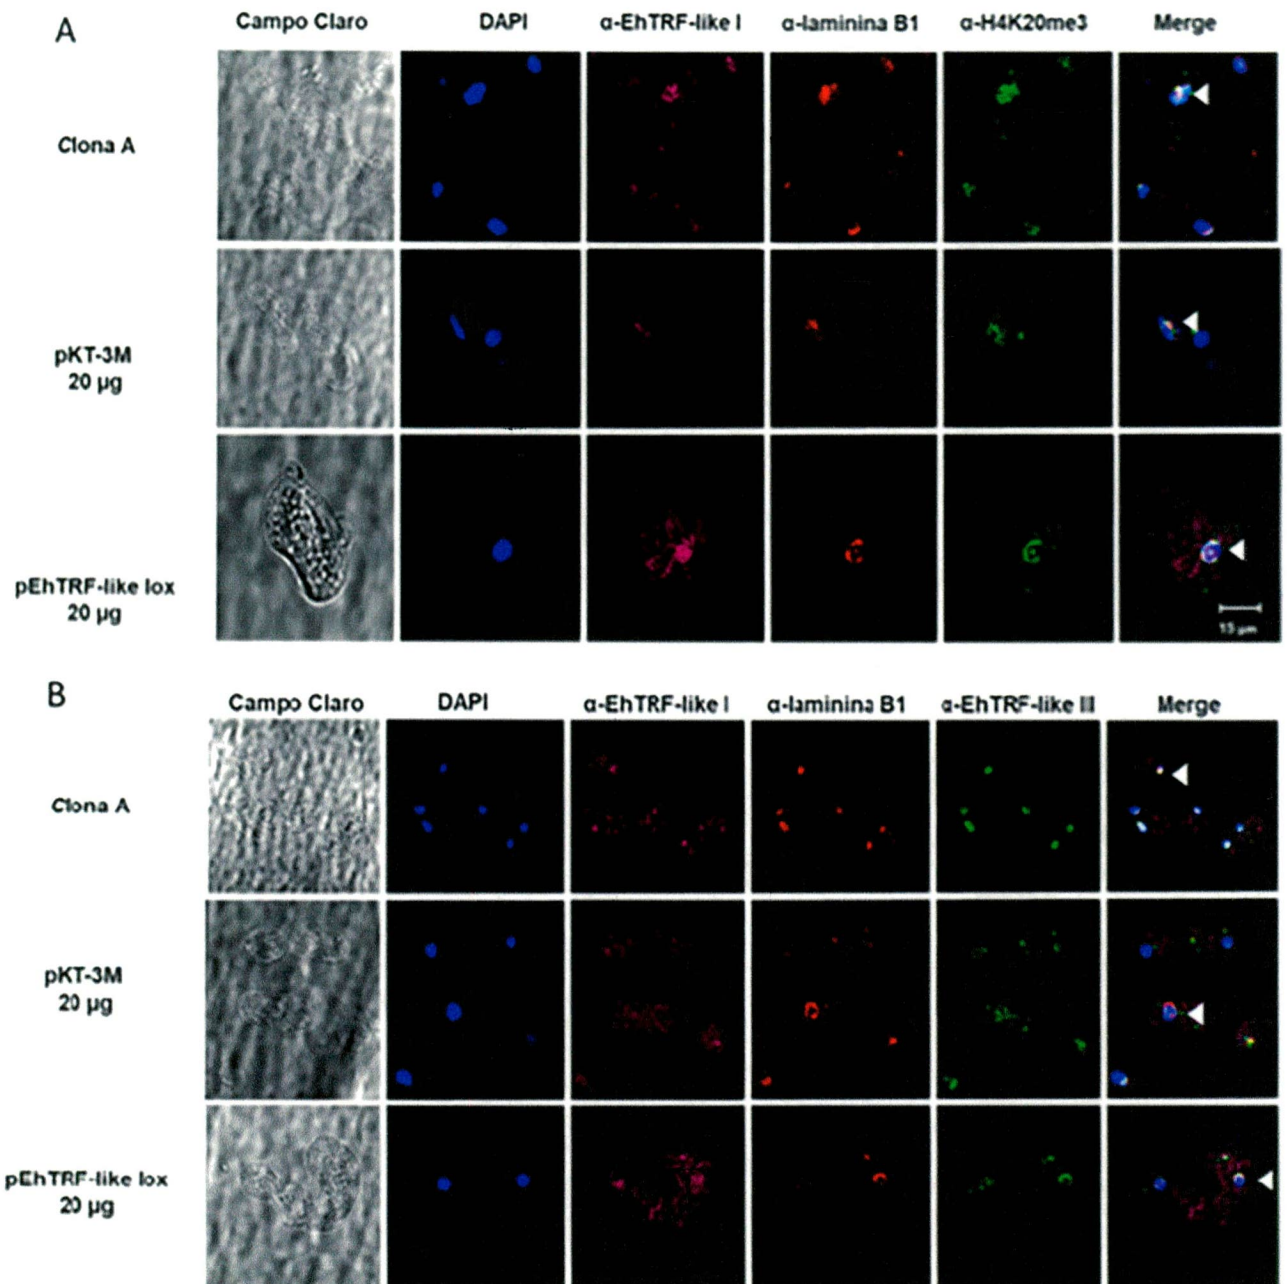 A
Campo Claro DAPI α-EhTRF-like I α-laminina B1 α-H4K20me3 Merge
Clona A
pKT-3M
20 µg
pEhTRF-like lox
20 µg
15 µm
B
Campo Claro DAPI α-EhTRF-like I α-laminina B1 α-EhTRF-like III Merge
Clona A
pKT-3M
20 µg
pEhTRF-like lox
20 µg